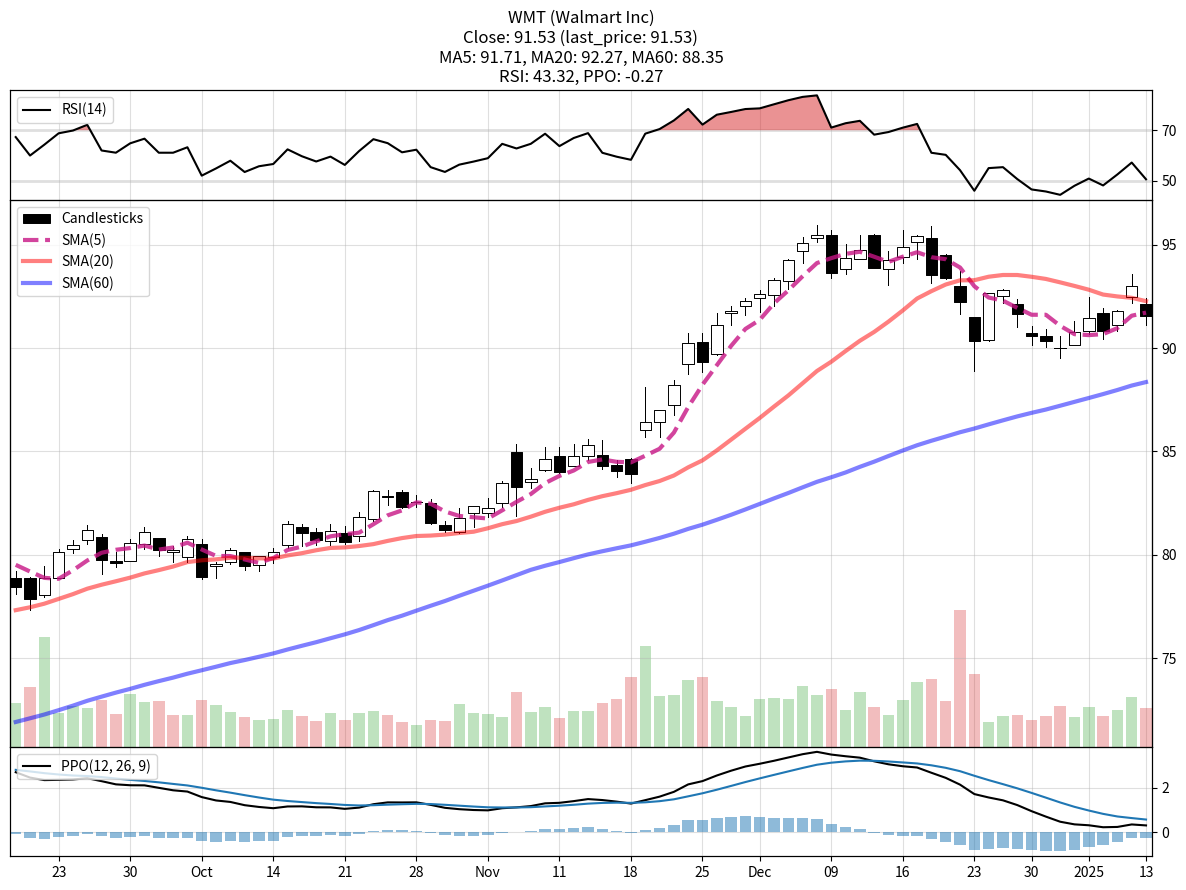 WMT (Walmart Inc)
Close: 91.53 (last_price: 91.53)
MA5: 91.71, MA20: 92.27, MA60: 88.35
RSI: 43.32, PPO: -0.27
RSI(14)
70
50
Candlesticks
SMA(5)
SMA(20)
SMA(60)
95
90
85
80
75
PPO(12, 26, 9)
2
0
23 30 Oct 14 21 28 Nov 11 18 25 Dec 09 16 23 30 2025 13